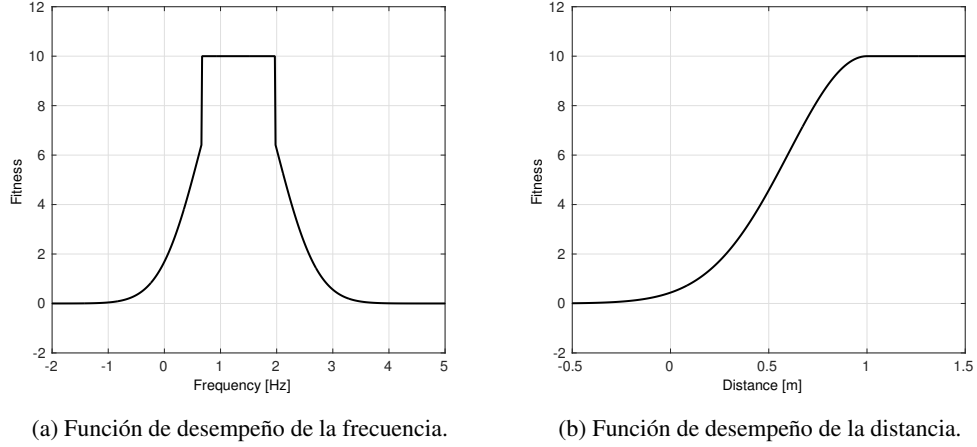 12
10
8
6
4
2
0
-2
Fitness
-2 -1 0 1 2 3 4 5
Frequency [Hz]
(a) Función de desempeño de la frecuencia.
12
10
8
6
4
2
0
-2
Fitness
-0.5 0 0.5 1 1.5
Distance [m]
(b) Función de desempeño de la distancia.